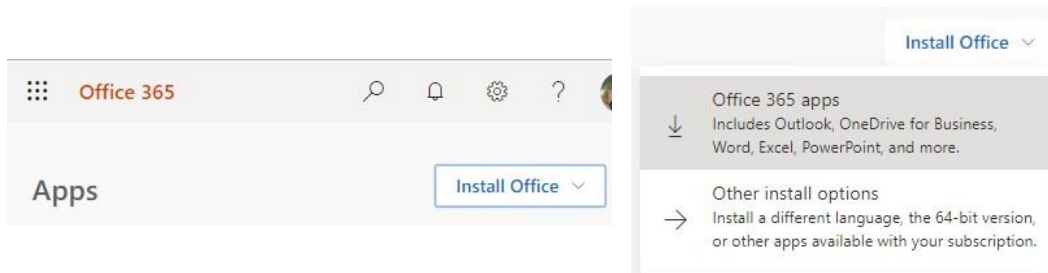 Office 365
?
Apps
Install Office
Install Office
Office 365 apps
Includes Outlook, OneDrive for Business,
Word, Excel, PowerPoint, and more.
Other install options
Install a different language, the 64-bit version,
or other apps available with your subscription.